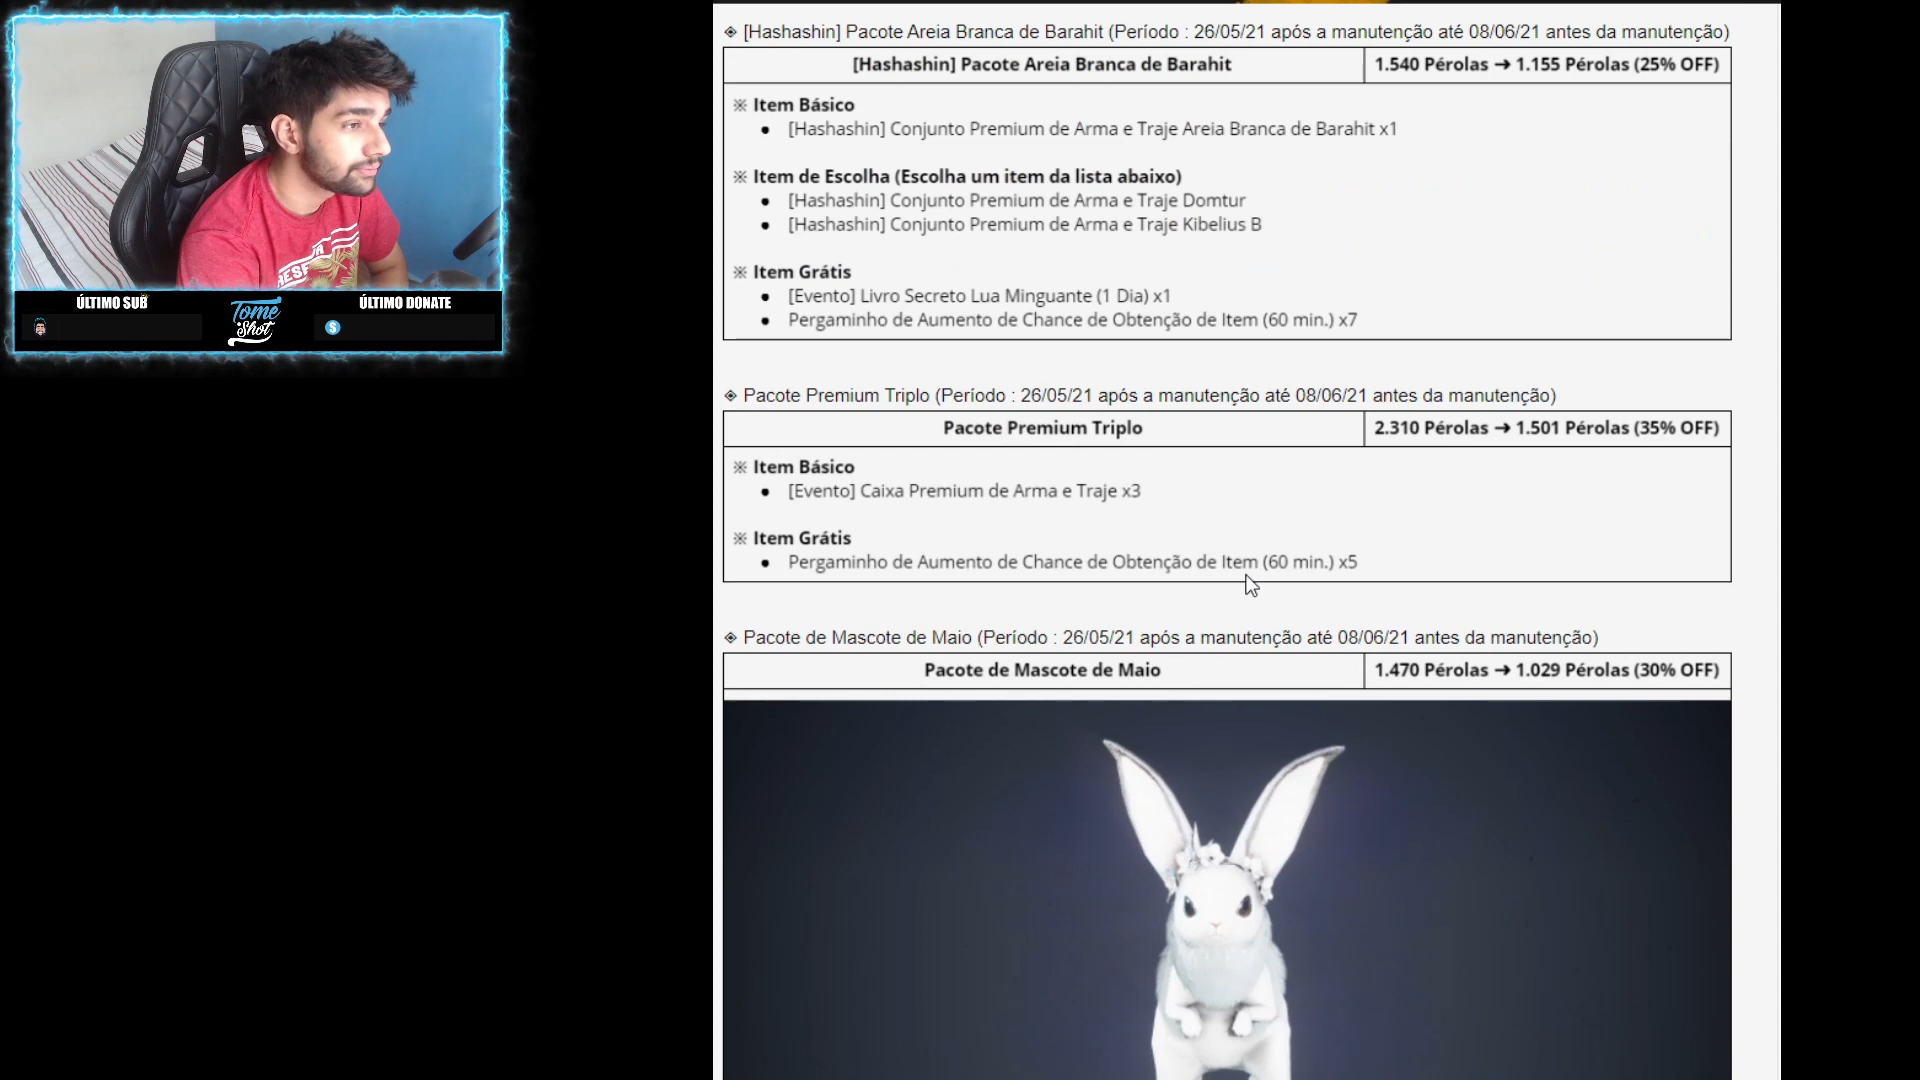 ◈ [Hashashin] Pacote Areia Branca de Barahit (Período : 26/05/21 após a manutenção até 08/06/21 antes da manutenção)
[Hashashin] Pacote Areia Branca de Barahit 1.540 Pérolas ➔ 1.155 Pérolas (25% OFF)
※ Item Básico
● [Hashashin] Conjunto Premium de Arma e Traje Areia Branca de Barahit x1
※ Item de Escolha (Escolha um item da lista abaixo)
● [Hashashin] Conjunto Premium de Arma e Traje Domtur
● [Hashashin] Conjunto Premium de Arma e Traje Kibelius B
※ Item Grátis
● [Evento] Livro Secreto Lua Minguante (1 Dia) x1
● Pergaminho de Aumento de Chance de Obtenção de Item (60 min.) x7
ÚLTIMO SUB
Tome Shot
ÚLTIMO DONATE
$
◈ Pacote Premium Triplo (Período : 26/05/21 após a manutenção até 08/06/21 antes da manutenção)
Pacote Premium Triplo 2.310 Pérolas ➔ 1.501 Pérolas (35% OFF)
※ Item Básico
● [Evento] Caixa Premium de Arma e Traje x3
※ Item Grátis
● Pergaminho de Aumento de Chance de Obtenção de Item (60 min.) x5
◈ Pacote de Mascote de Maio (Período : 26/05/21 após a manutenção até 08/06/21 antes da manutenção)
Pacote de Mascote de Maio 1.470 Pérolas ➔ 1.029 Pérolas (30% OFF)